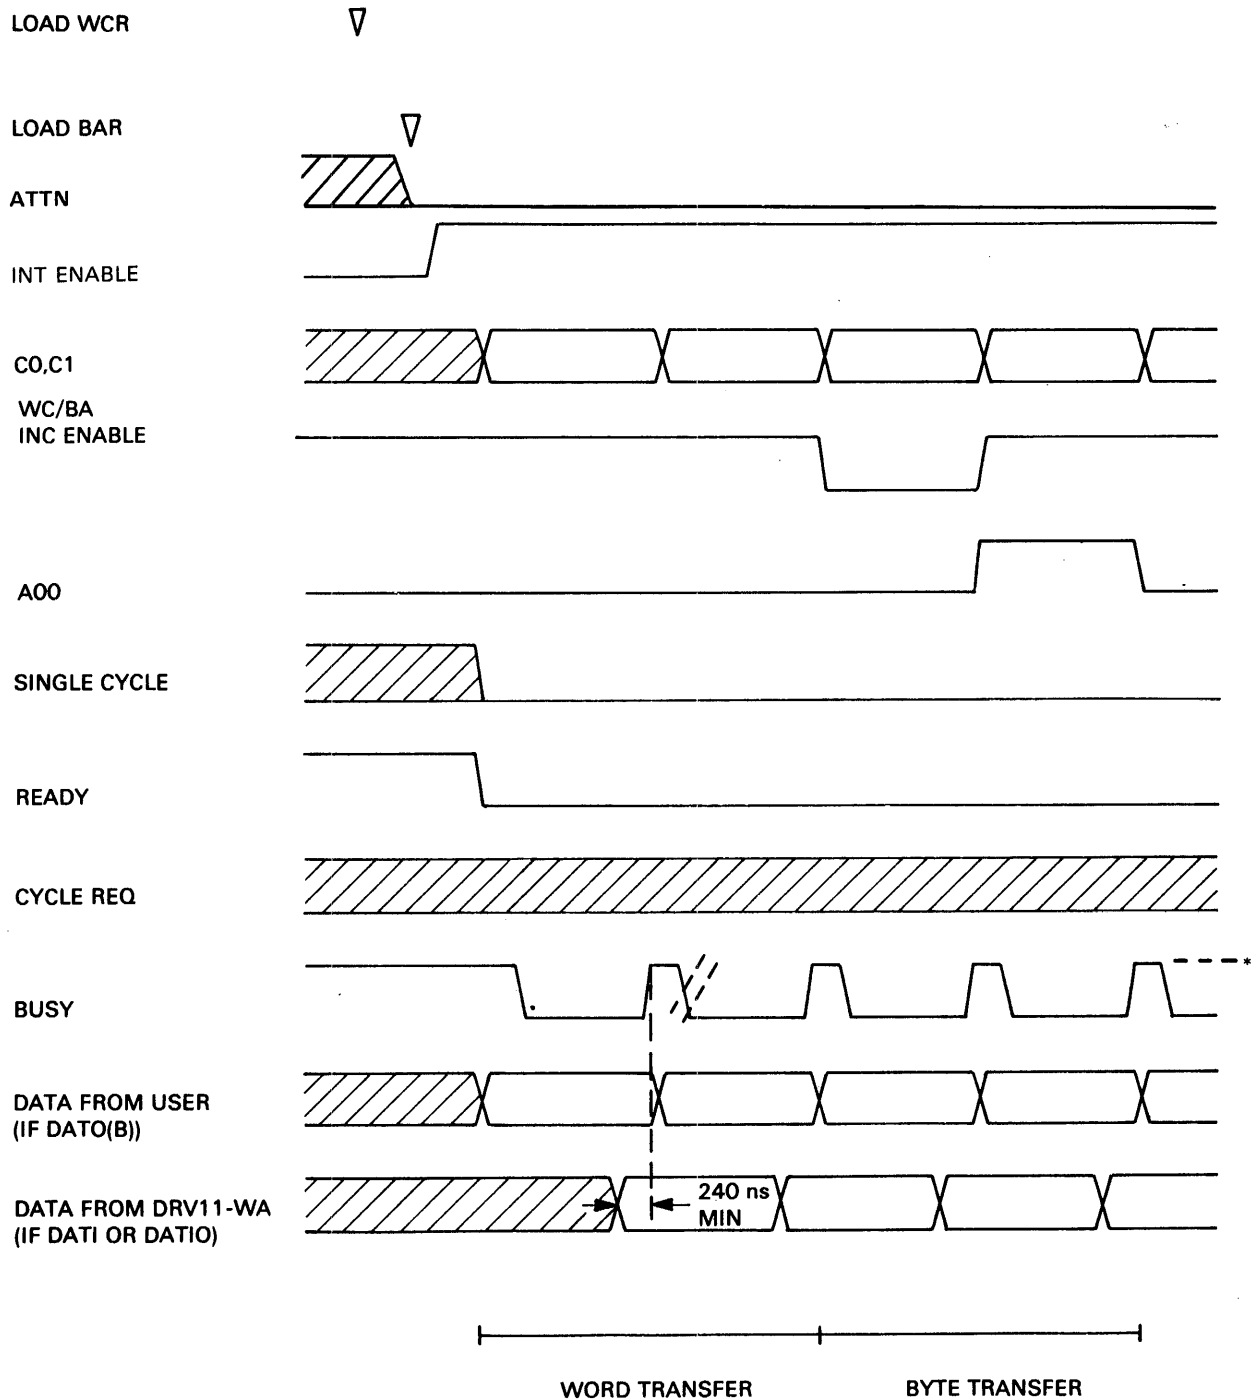 LOAD WCR
LOAD BAR
ATTN
INT ENABLE
C0,C1
WC/BA
INC ENABLE
A00
SINGLE CYCLE
READY
CYCLE REQ
BUSY
*
DATA FROM USER
(IF DATO(B))
DATA FROM DRV11-WA
(IF DATI OR DATIO)
240 ns
MIN
WORD TRANSFER
BYTE TRANSFER